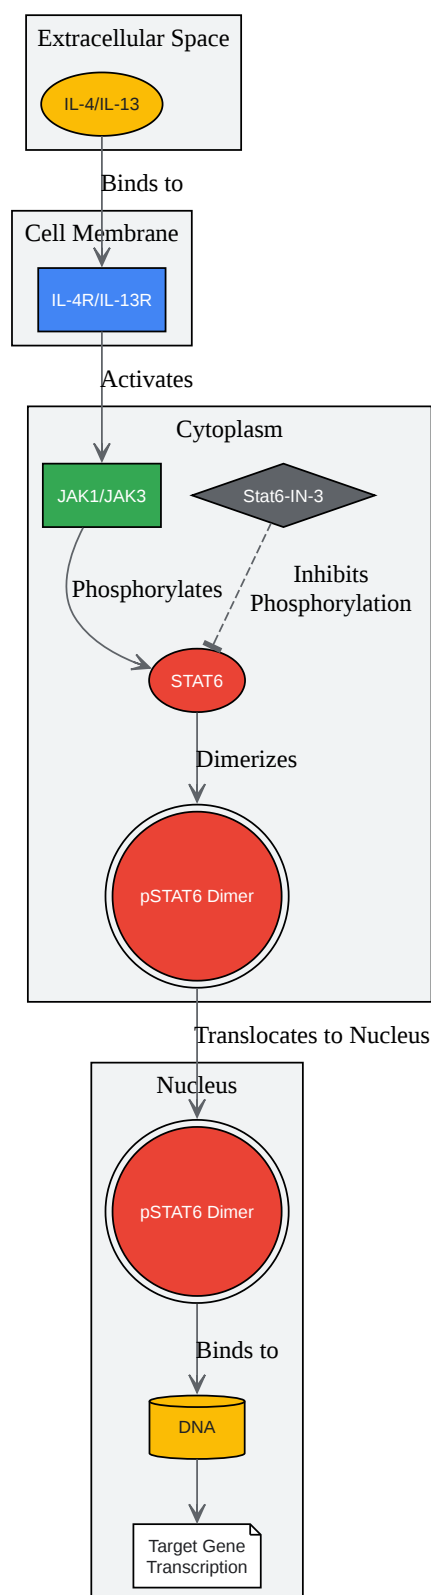 Extracellular Space
IL-4/IL-13
Binds to
Cell Membrane
IL-4R/IL-13R
Activates
Cytoplasm
JAK1/JAK3
Stat6-IN-3
Phosphorylates
Inhibits
Phosphorylation
STAT6
Dimerizes
pSTAT6 Dimer
Translocates to Nucleus
Nucleus
pSTAT6 Dimer
Binds to
DNA
Target Gene
Transcription